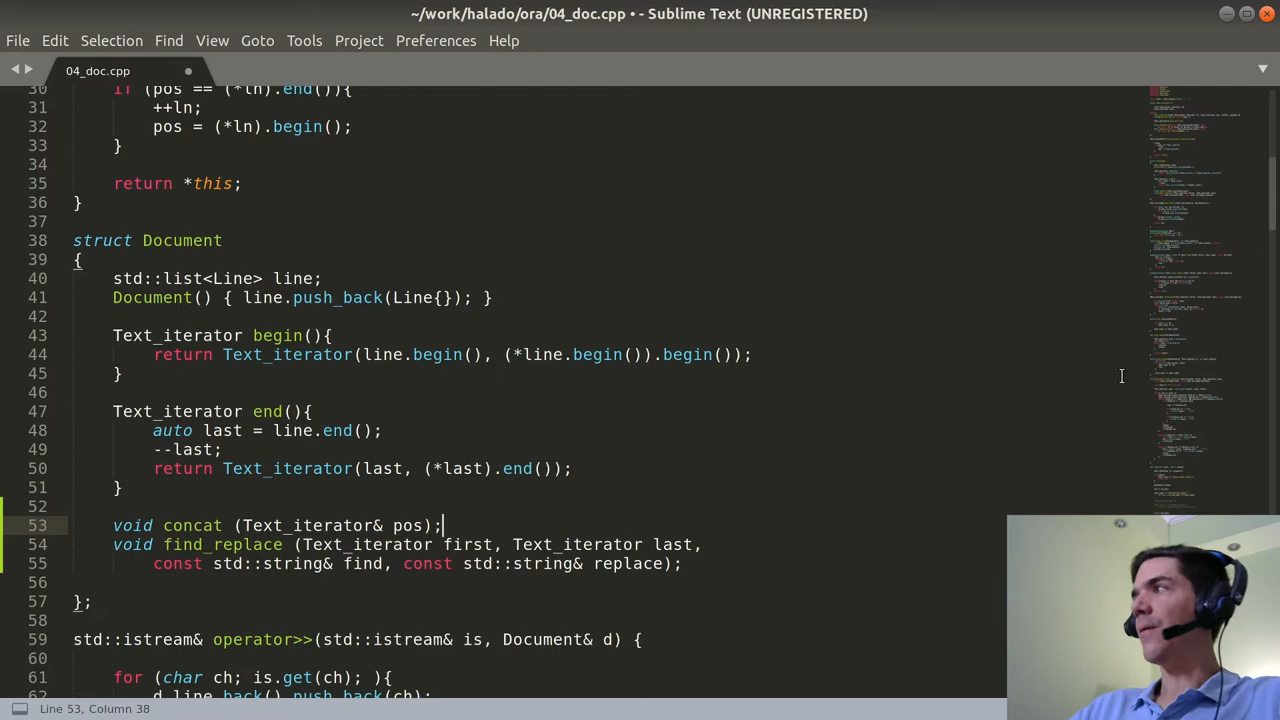 ~/work/halado/ora/04_doc.cpp • - Sublime Text (UNREGISTERED)
File Edit Selection Find View Goto Tools Project Preferences Help
04_doc.cpp
30 if (pos == (*ln).end()){
31 ++ln;
32 pos = (*ln).begin();
33 }
34
35 return *this;
36 }
37
38 struct Document
39 {
40 std::list<Line> line;
41 Document() { line.push_back(Line{}); }
42
43 Text_iterator begin(){
44 return Text_iterator(line.begin(), (*line.begin()).begin());
45 }
46
47 Text_iterator end(){
48 auto last = line.end();
49 --last;
50 return Text_iterator(last, (*last).end());
51 }
52
53 void concat (Text_iterator& pos);
54 void find_replace (Text_iterator first, Text_iterator last,
55 const std::string& find, const std::string& replace);
56
57 };
58
59 std::istream& operator>>(std::istream& is, Document& d) {
60
61 for (char ch; is.get(ch); ){
62 d.line.back().push_back(ch);
Line 53, Column 38